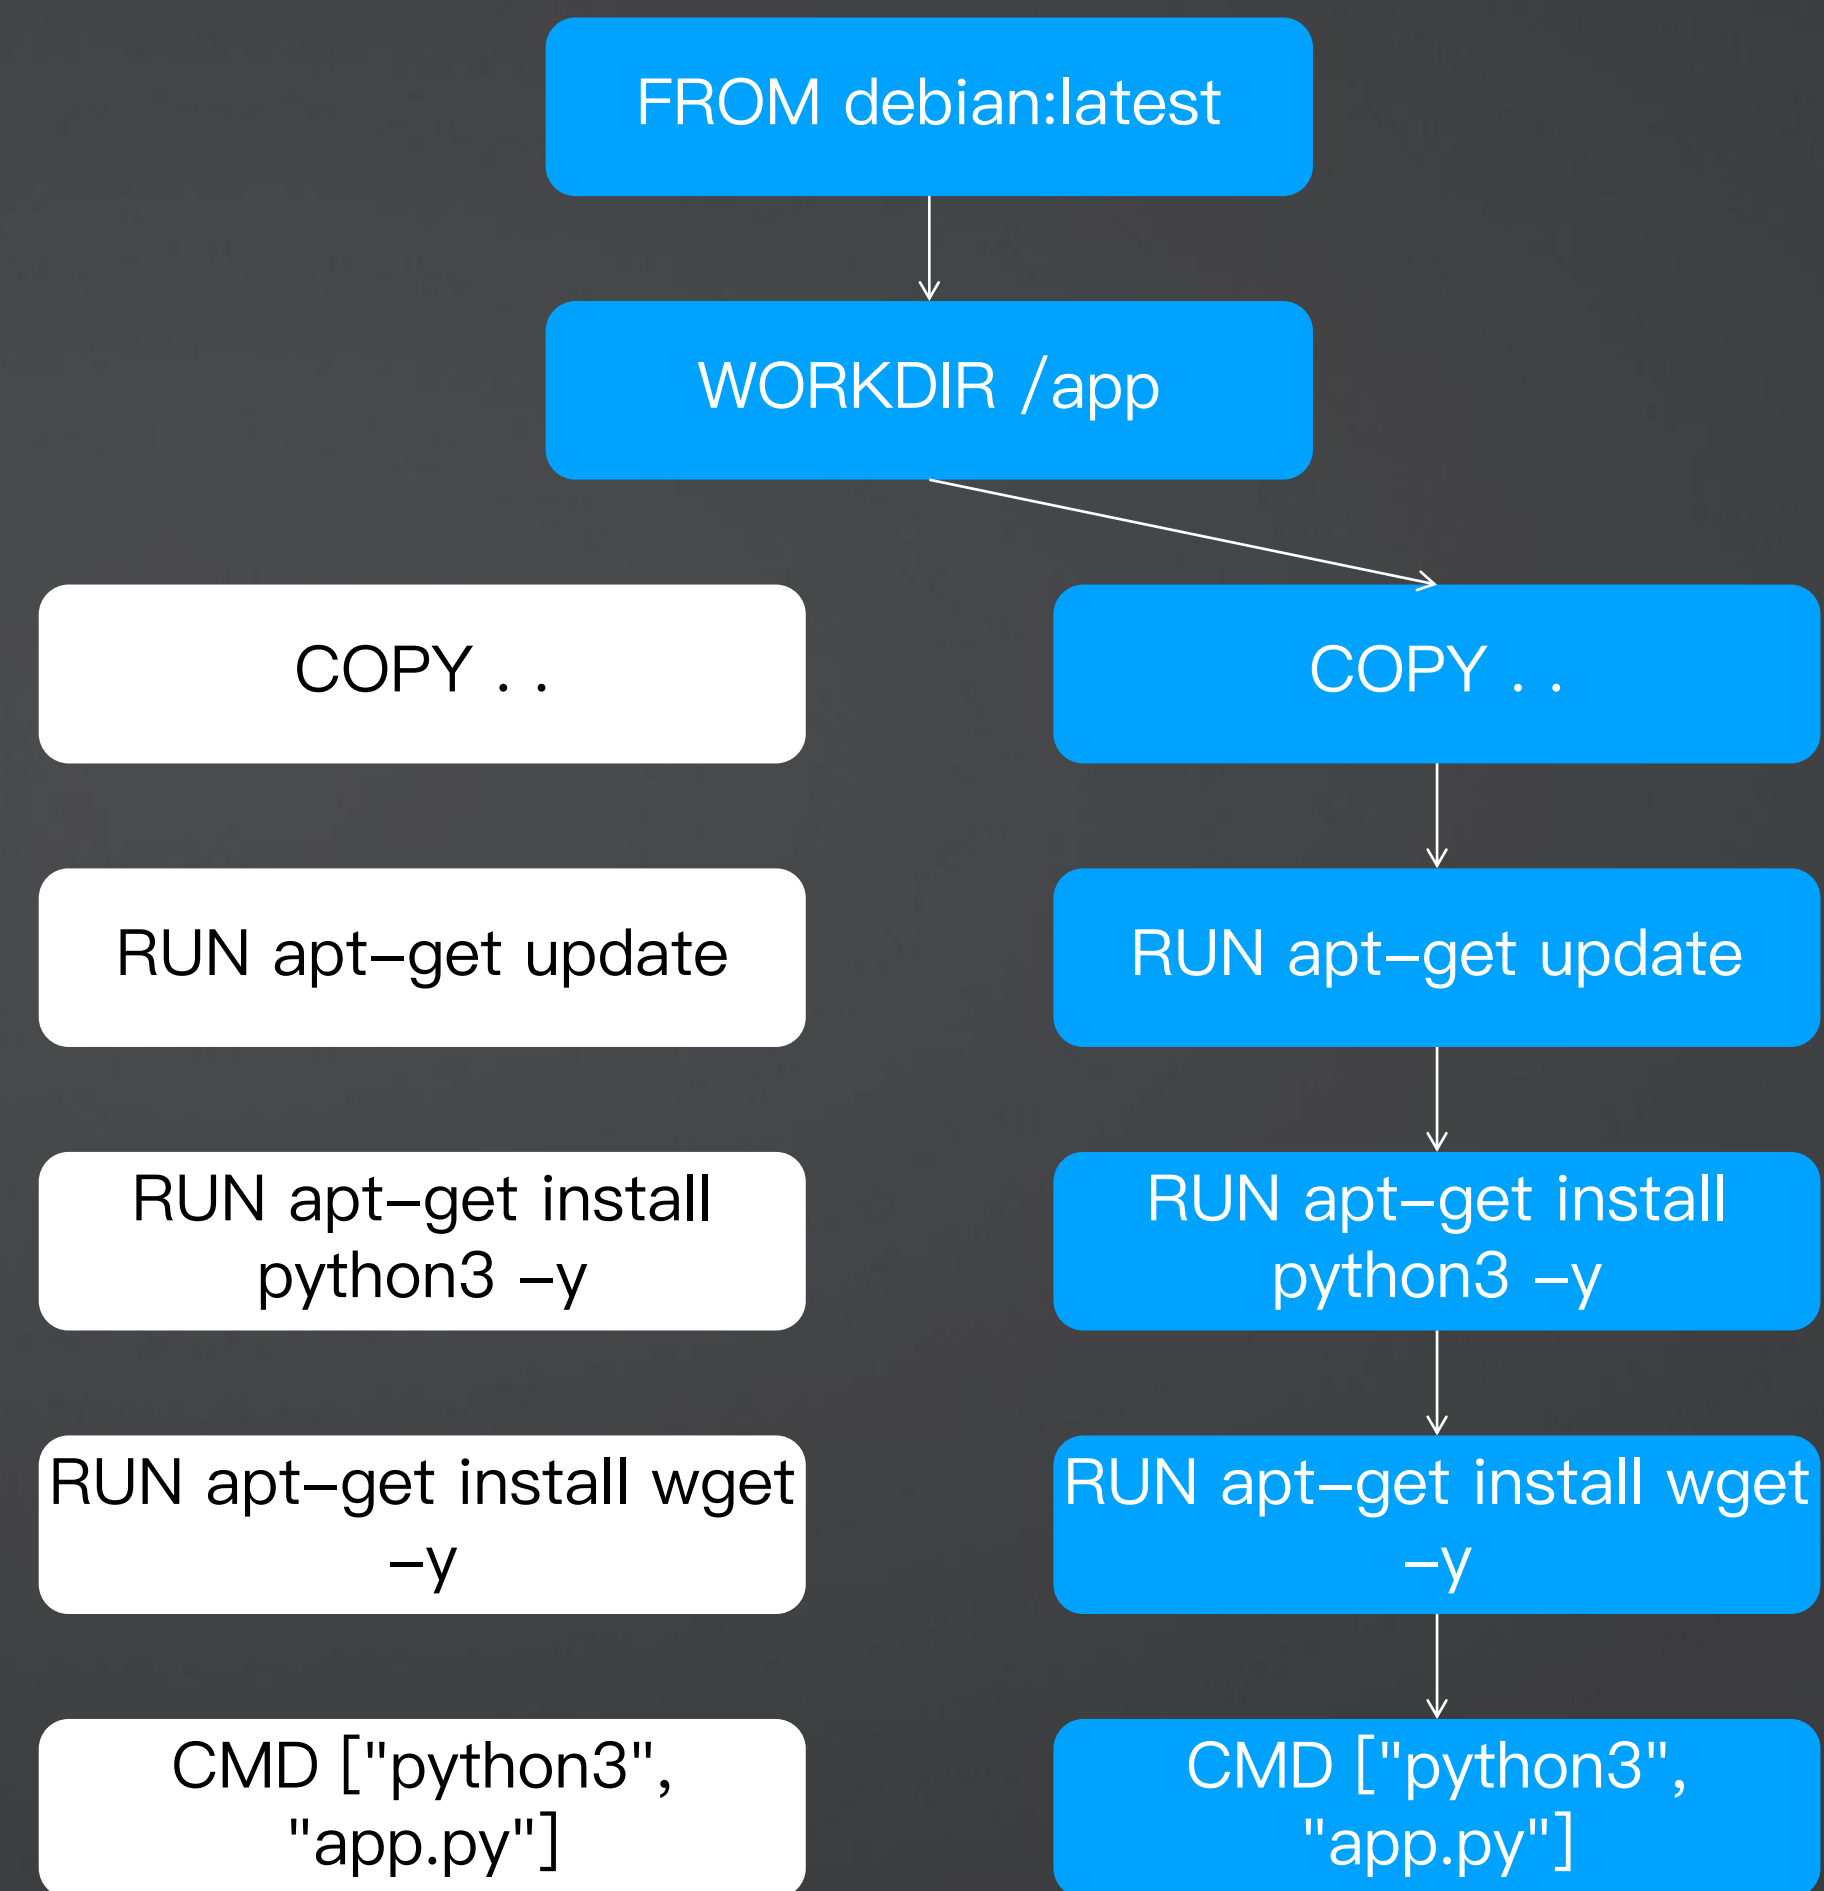 FROM debian:latest
WORKDIR /app
COPY . .
COPY . .
RUN apt-get update
RUN apt-get update
RUN apt-get install
python3 -y
RUN apt-get install
python3 -y
RUN apt-get install wget
-y
RUN apt-get install wget
-y
CMD ["python3",
"app.py"]
CMD ["python3",
"app.py"]